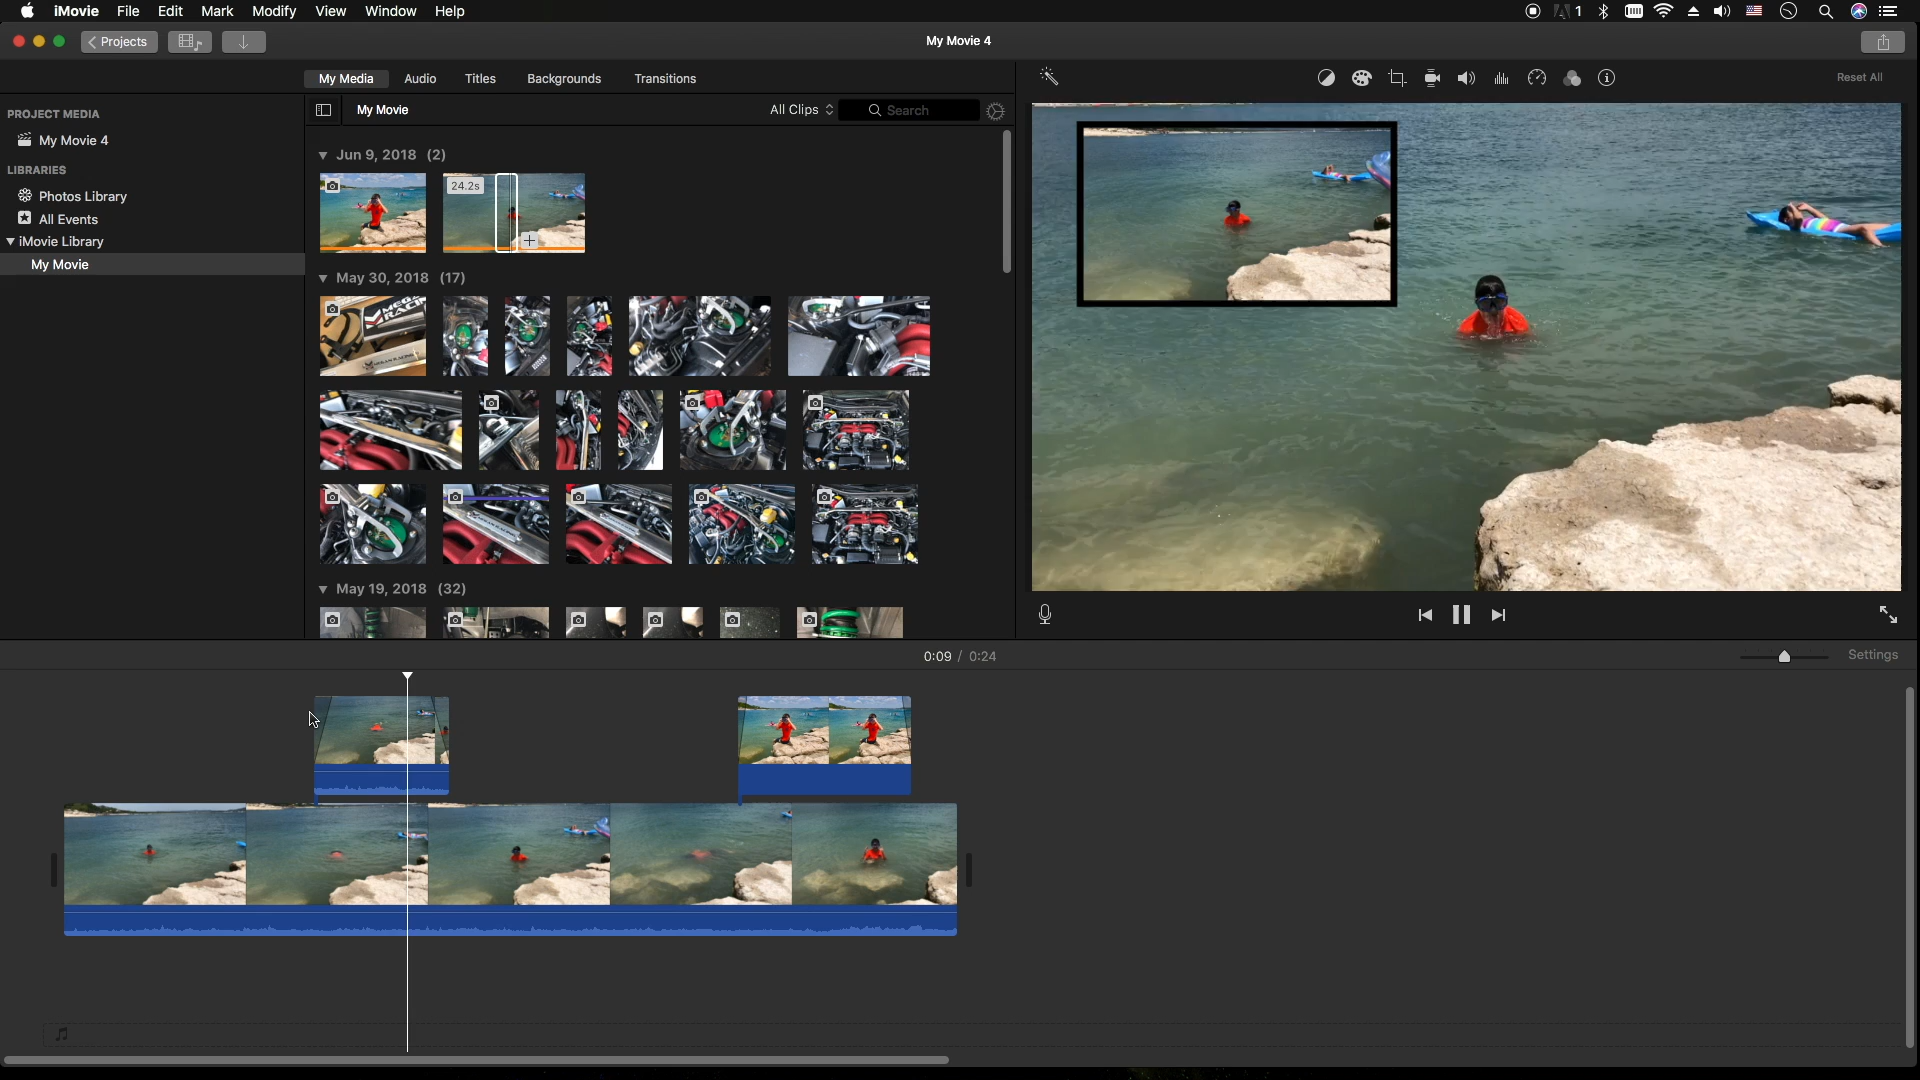 iMovie File Edit Mark Modify View Window Help 1
Projects My Movie 4
My Media Audio Titles Backgrounds Transitions Reset All
PROJECT MEDIA
My Movie 4
LIBRARIES
Photos Library
All Events
iMovie Library
My Movie
My Movie All Clips Search
Jun 9, 2018 (2)
24.2s
May 30, 2018 (17)
MEGAN RACING
May 19, 2018 (32)
0:09 / 0:24 Settings